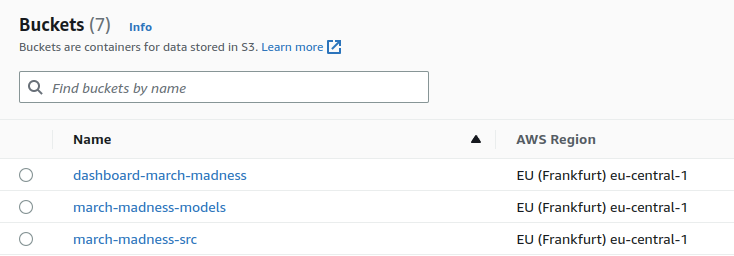 Buckets (7) Info
Buckets are containers for data stored in S3. Learn more
Find buckets by name
Name AWS Region
dashboard-march-madness EU (Frankfurt) eu-central-1
march-madness-models EU (Frankfurt) eu-central-1
march-madness-src EU (Frankfurt) eu-central-1